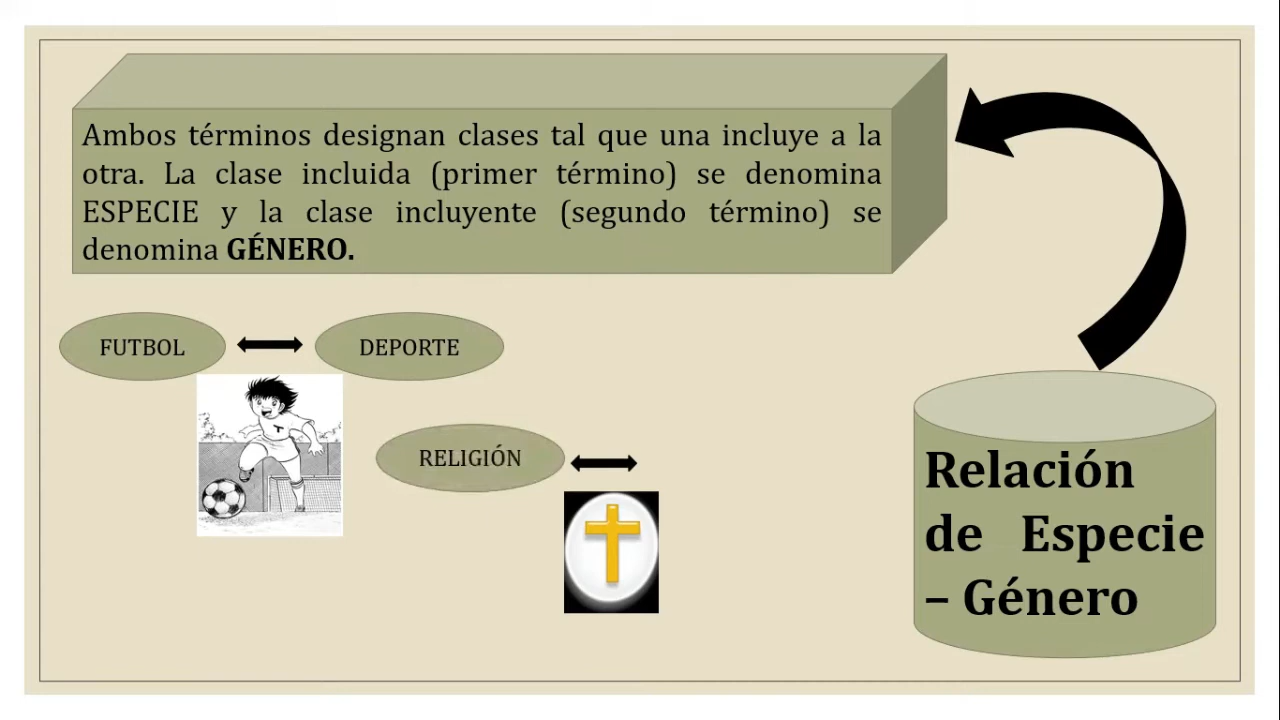 Ambos términos designan clases tal que una incluye a la
otra. La clase incluida (primer término) se denomina
ESPECIE y la clase incluyente (segundo término) se
denomina GÉNERO.
FUTBOL
DEPORTE
RELIGIÓN
Relación
de Especie
– Género